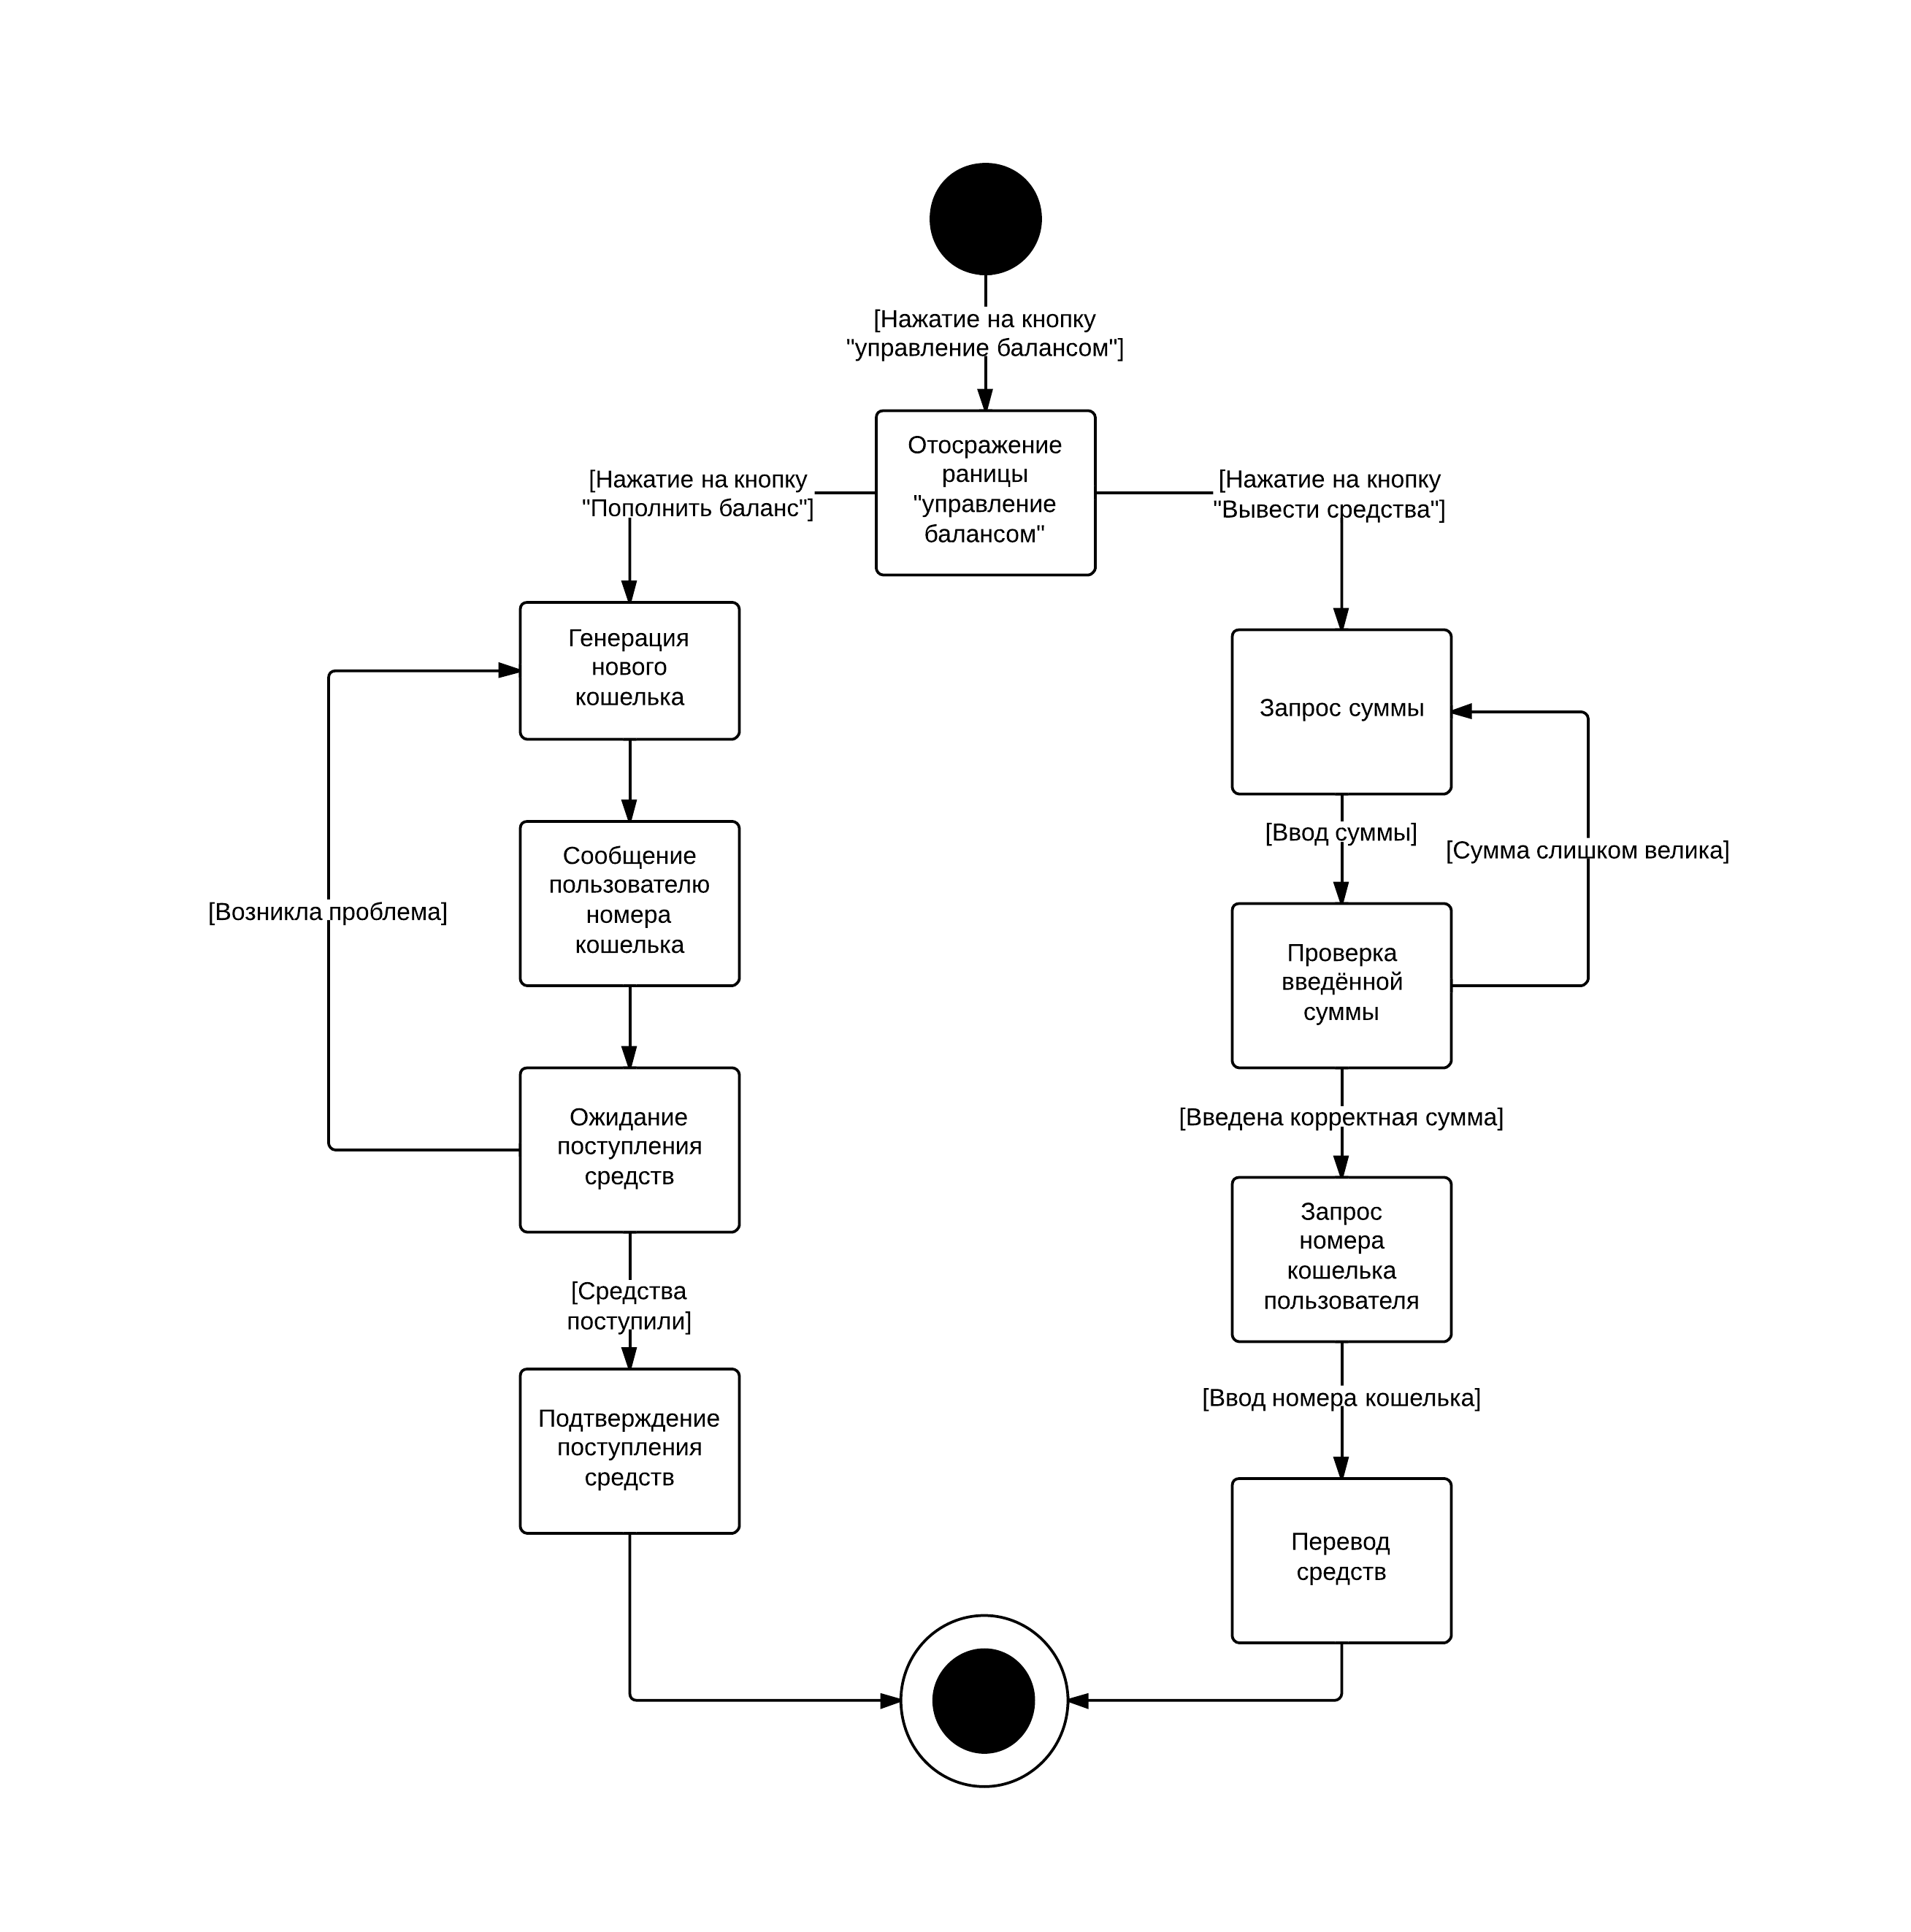 [Нажатие на кнопку
"управление балансом"]
Отосражение
раницы
"управление
балансом"
[Нажатие на кнопку
"Пополнить баланс"]
[Нажатие на кнопку
"Вывести средства"]
Генерация
нового
кошелька
Сообщение
пользователю
номера
кошелька
[Возникла проблема]
Ожидание
поступления
средств
[Средства
поступили]
Подтверждение
поступления
средств
Запрос суммы
[Ввод суммы]
[Сумма слишком велика]
Проверка
введённой
суммы
[Введена корректная сумма]
Запрос
номера
кошелька
пользователя
[Ввод номера кошелька]
Перевод
средств